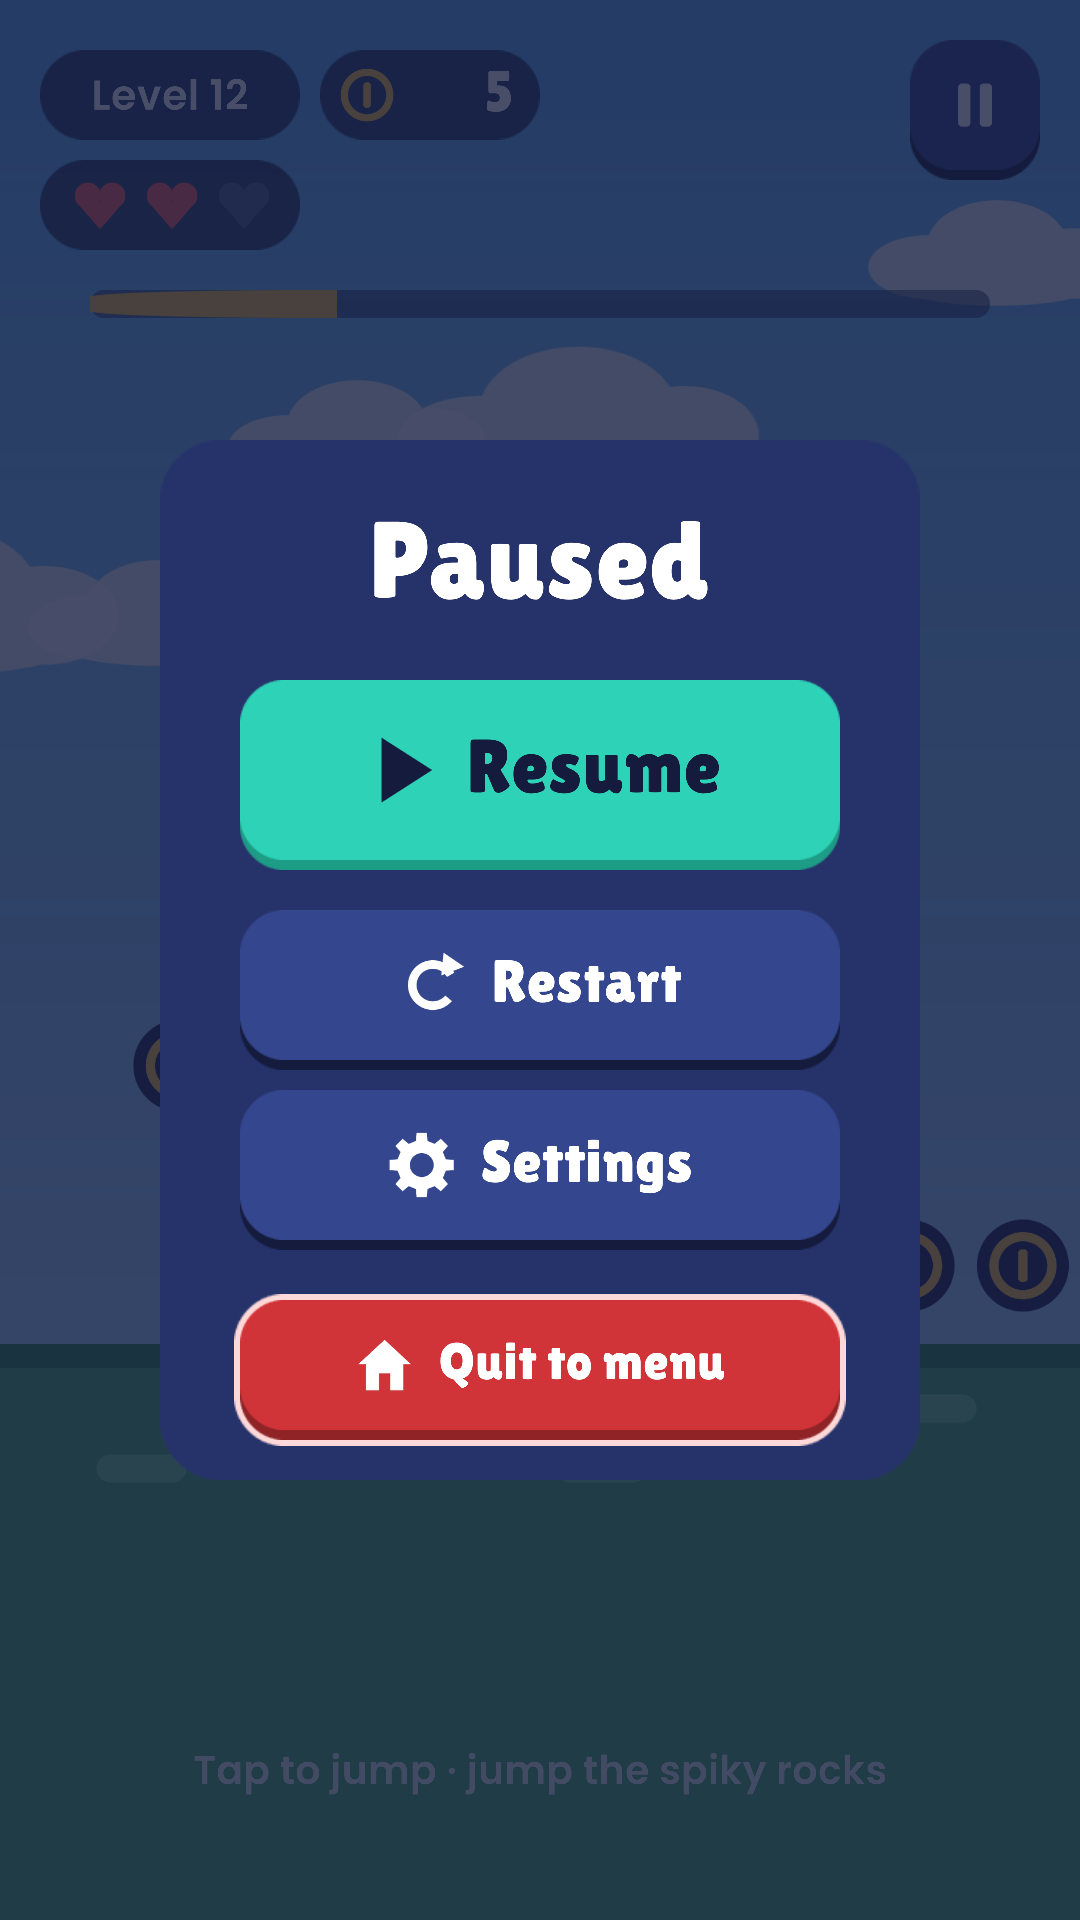 Level 12
5
Paused
Resume
Restart
Settings
Quit to menu
Tap to jump · jump the spiky rocks